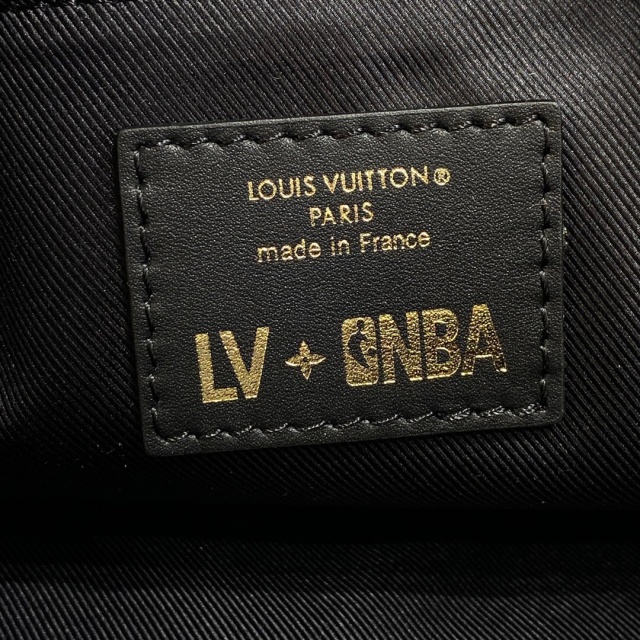 LOUIS VUITTON®
PARIS
made in France
LV NBA